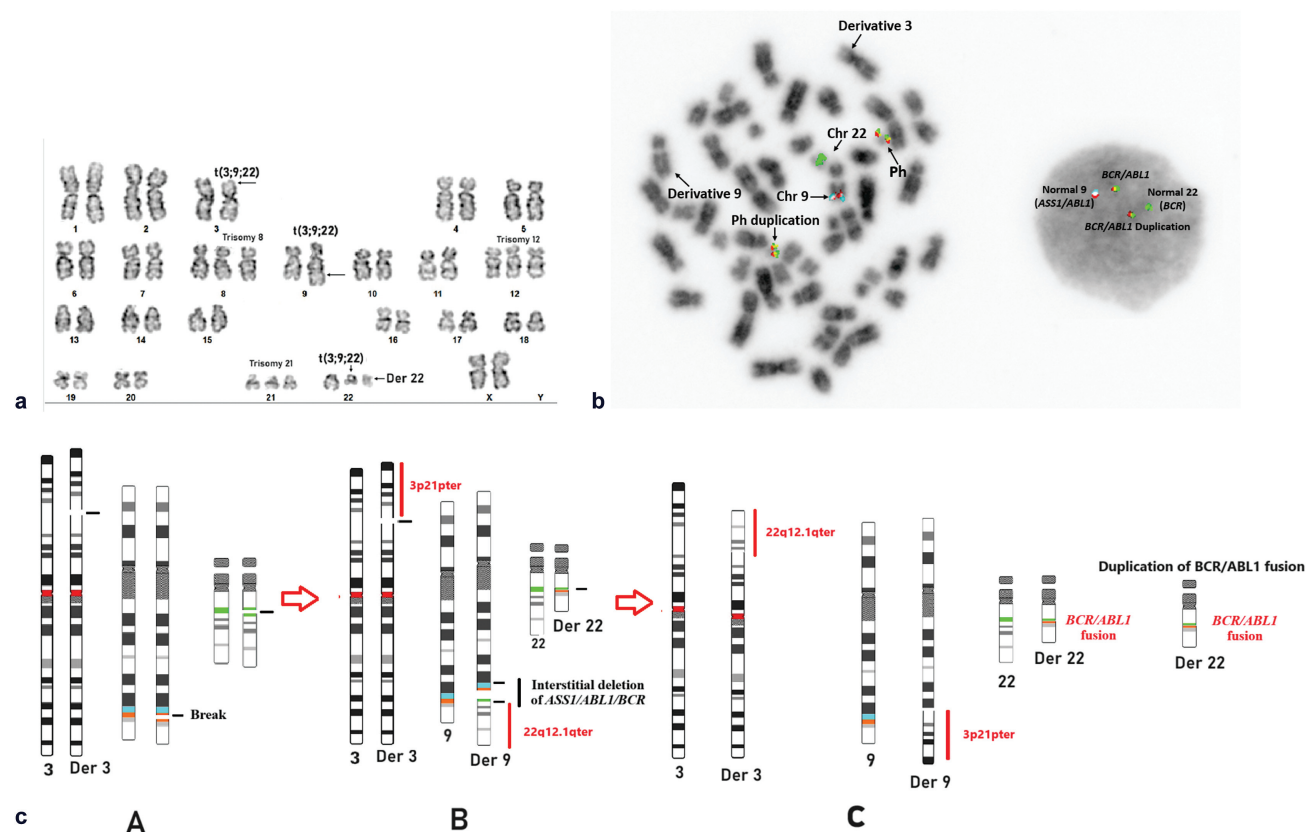 t(3;9;22)
1 2 3 4 5
Trisomy 8
t(3;9;22)
Trisomy 12
6 7 8 9 10 11 12
13 14 15 16 17 18
Trisomy 21
t(3;9;22)
Der 22
19 20 21 22 X Y
a
Derivative 3
Chr 22
Ph
Derivative 9
Chr 9
Ph duplication
BCR/ABL1
Normal 9
(ASS1/ABL1)
Normal 22
(BCR)
BCR/ABL1 Duplication
b
Break
3 Der 3
A
3p21pter
22 Der 22
Interstitial deletion
of ASS1/ABL1/BCR
22q12.1qter
3 Der 3
9 Der 9
B
22q12.1qter
3p21pter
Duplication of BCR/ABL1 fusion
BCR/ABL1
fusion
BCR/ABL1
fusion
22 Der 22 Der 22
3 Der 3
9 Der 9
C
c